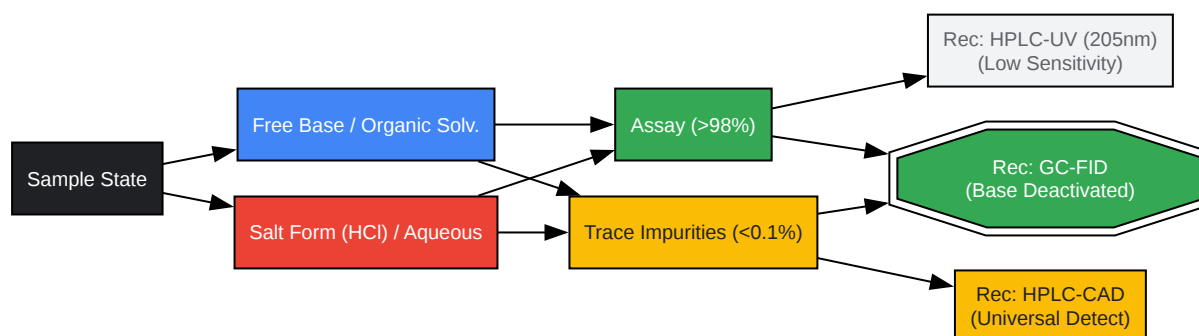 Sample State
Free Base / Organic Solv.
Salt Form (HCl) / Aqueous
Assay (>98%)
Trace Impurities (<0.1%)
Rec: HPLC-UV (205nm)
(Low Sensitivity)
Rec: GC-FID
(Base Deactivated)
Rec: HPLC-CAD
(Universal Detect)